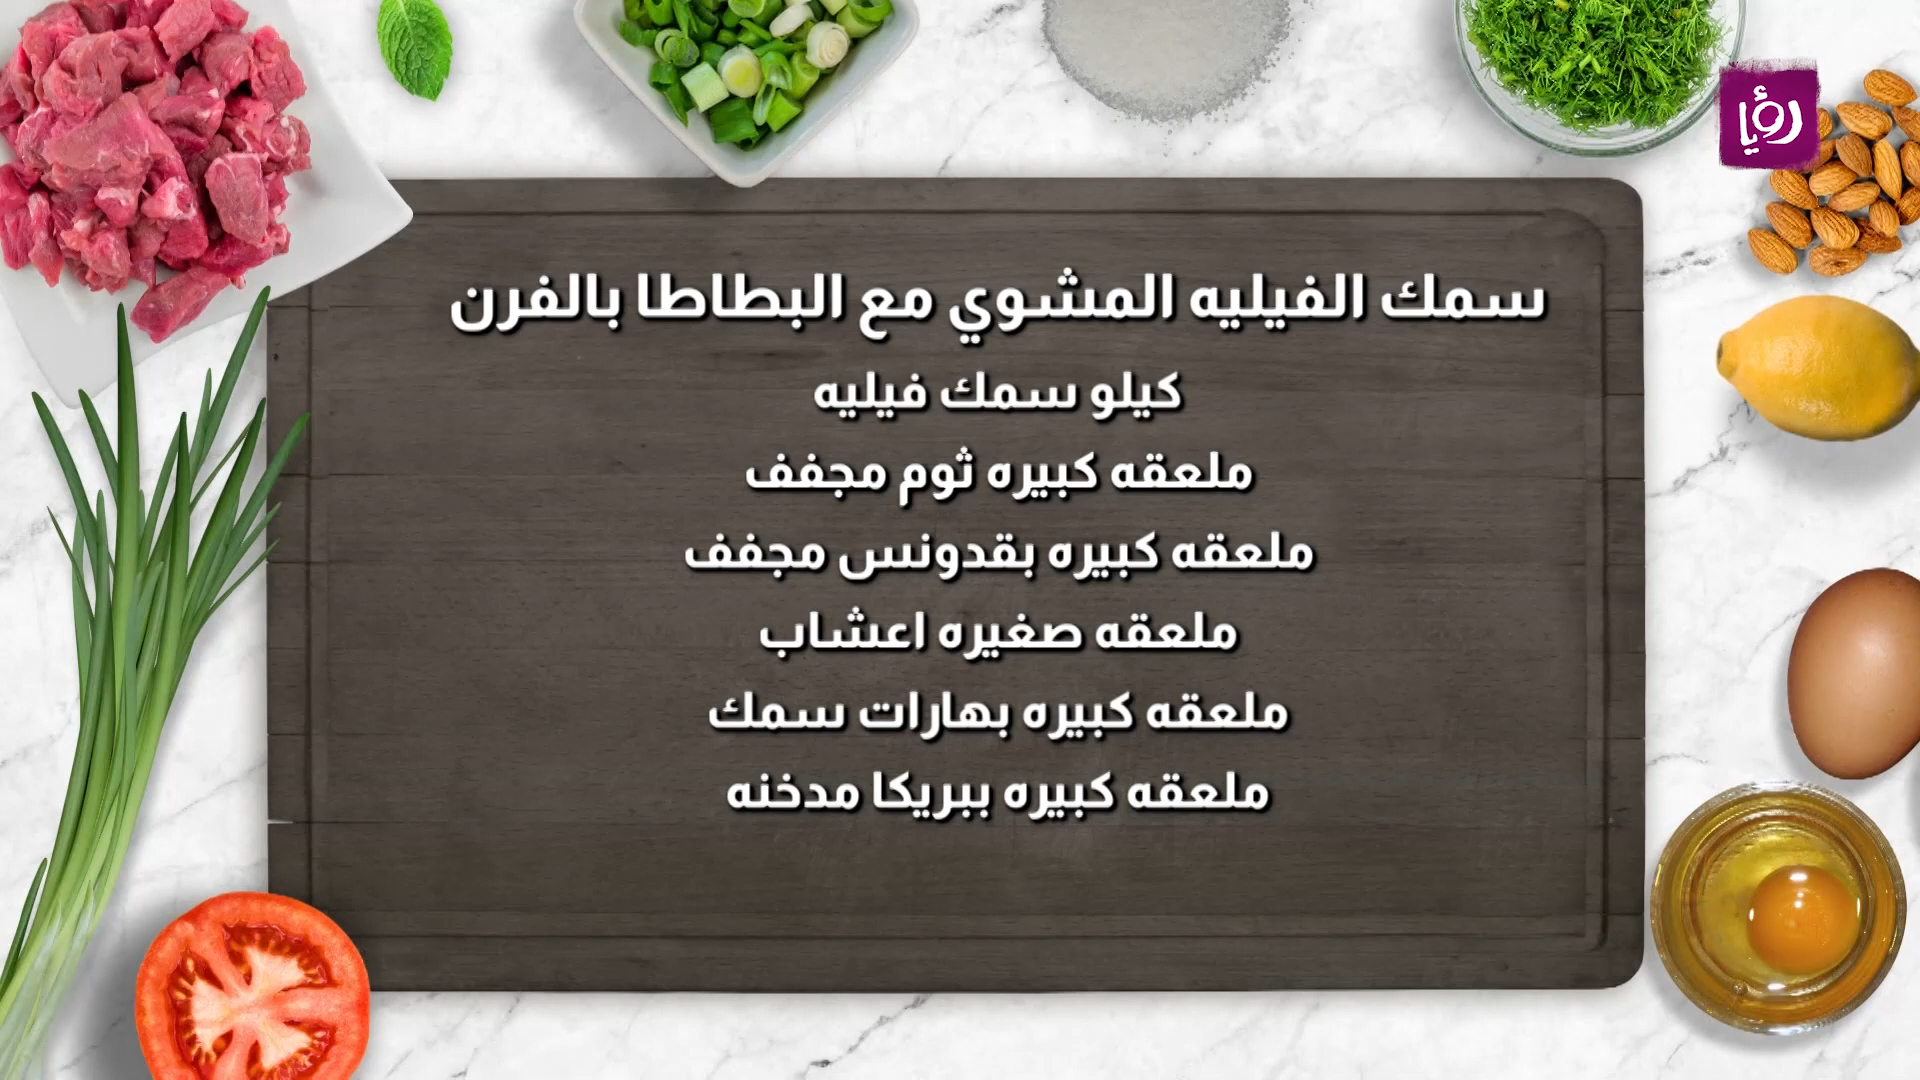 رؤيا
سمك الفيليه المشوي مع البطاطا بالفرن
كيلو سمك فيليه
ملعقه كبيره ثوم مجفف
ملعقه كبيره بقدونس مجفف
ملعقه صغيره اعشاب
ملعقه كبيره بهارات سمك
ملعقه كبيره ببريكا مدخنه